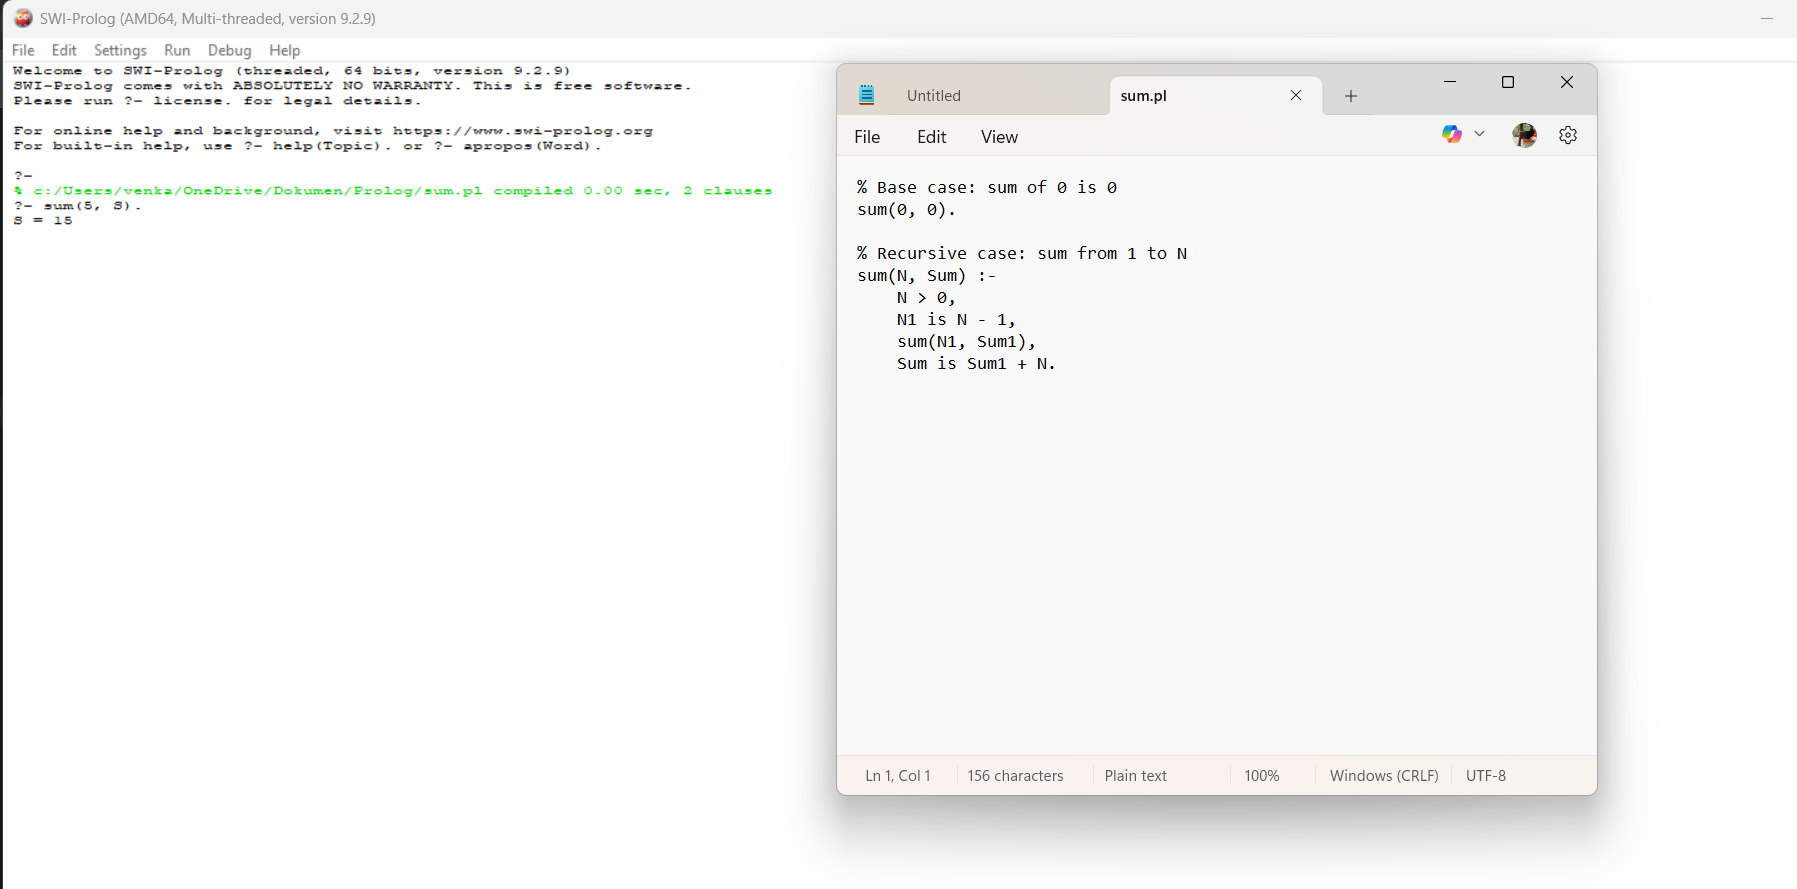 SWI-Prolog (AMD64, Multi-threaded, version 9.2.9)
File Edit Settings Run Debug Help
Welcome to SWI-Prolog (threaded, 64 bits, version 9.2.9)
SWI-Prolog comes with ABSOLUTELY NO WARRANTY. This is free software.
Please run ?- license. for legal details.

For online help and background, visit https://www.swi-prolog.org
For built-in help, use ?- help(Topic). or ?- apropos(Word).

?-
% c:/Users/venka/OneDrive/Dokumen/Prolog/sum.pl compiled 0.00 sec, 2 clauses
?- sum(5, S).
S = 15
Untitled sum.pl
File Edit View
% Base case: sum of 0 is 0
sum(0, 0).

% Recursive case: sum from 1 to N
sum(N, Sum) :-
    N > 0,
    N1 is N - 1,
    sum(N1, Sum1),
    Sum is Sum1 + N.
Ln 1, Col 1 156 characters Plain text 100% Windows (CRLF) UTF-8